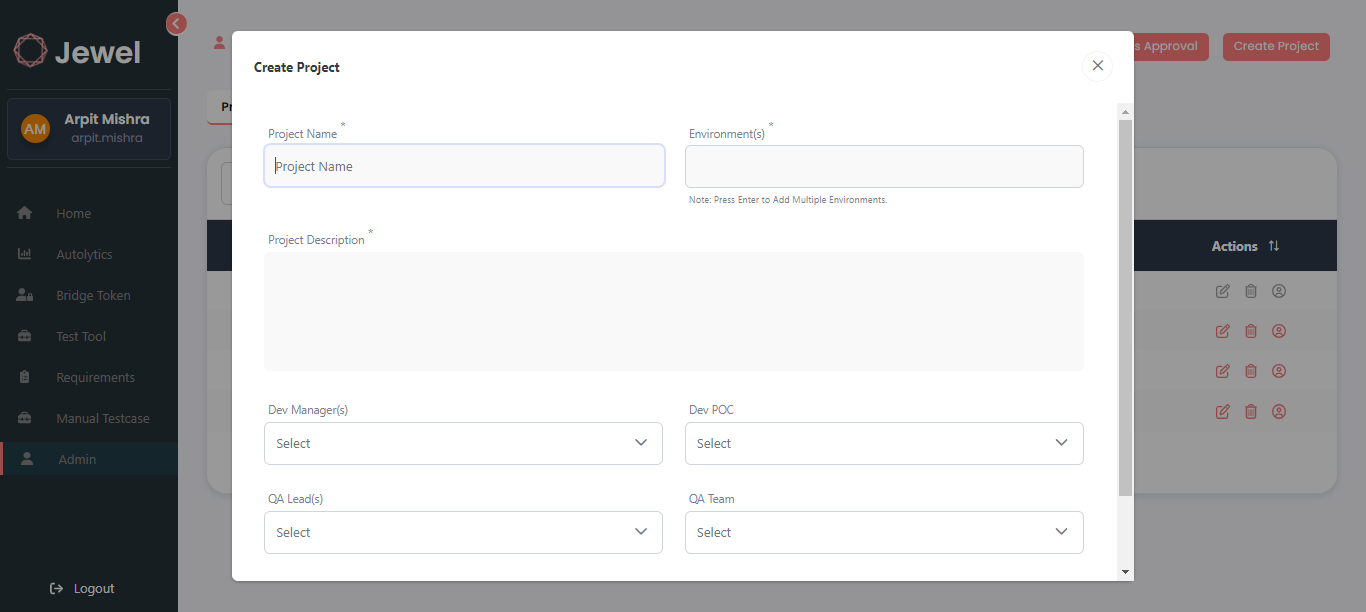 Jewel
AM
Arpit Mishra
arpit.mishra
Home
Autolytics
Bridge Token
Test Tool
Requirements
Manual Testcase
Admin
Logout
Approval
Create Project
Create Project
Project Name *
Project Name
Environment(s) *
Note: Press Enter to Add Multiple Environments.
Project Description *
Dev Manager(s)
Select
Dev POC
Select
QA Lead(s)
Select
QA Team
Select
Actions